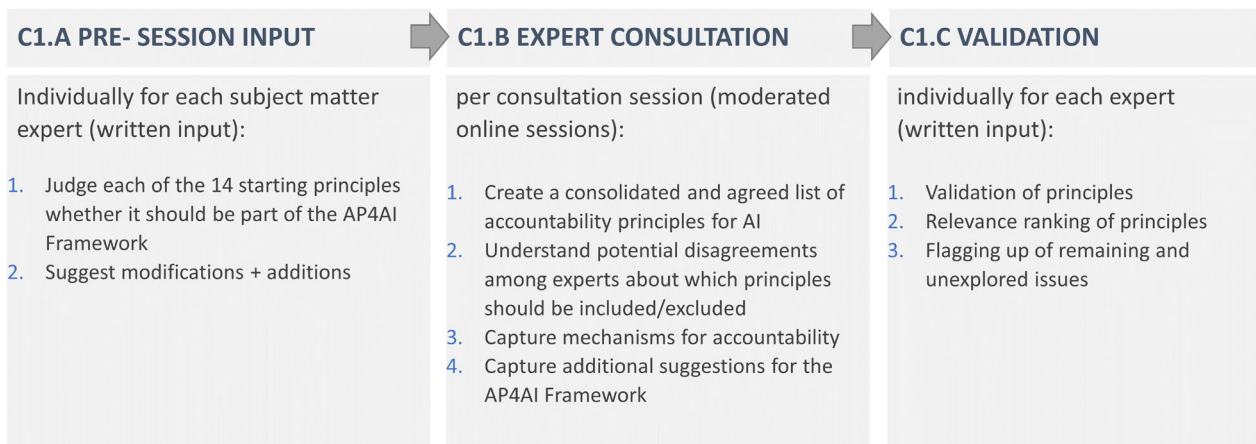 C1.A PRE- SESSION INPUT
Individually for each subject matter
expert (written input):
1. Judge each of the 14 starting principles
whether it should be part of the AP4AI
Framework
2. Suggest modifications + additions
C1.B EXPERT CONSULTATION
per consultation session (moderated
online sessions):
1. Create a consolidated and agreed list of
accountability principles for AI
2. Understand potential disagreements
among experts about which principles
should be included/excluded
3. Capture mechanisms for accountability
4. Capture additional suggestions for the
AP4AI Framework
C1.C VALIDATION
individually for each expert
(written input):
1. Validation of principles
2. Relevance ranking of principles
3. Flagging up of remaining and
unexplored issues